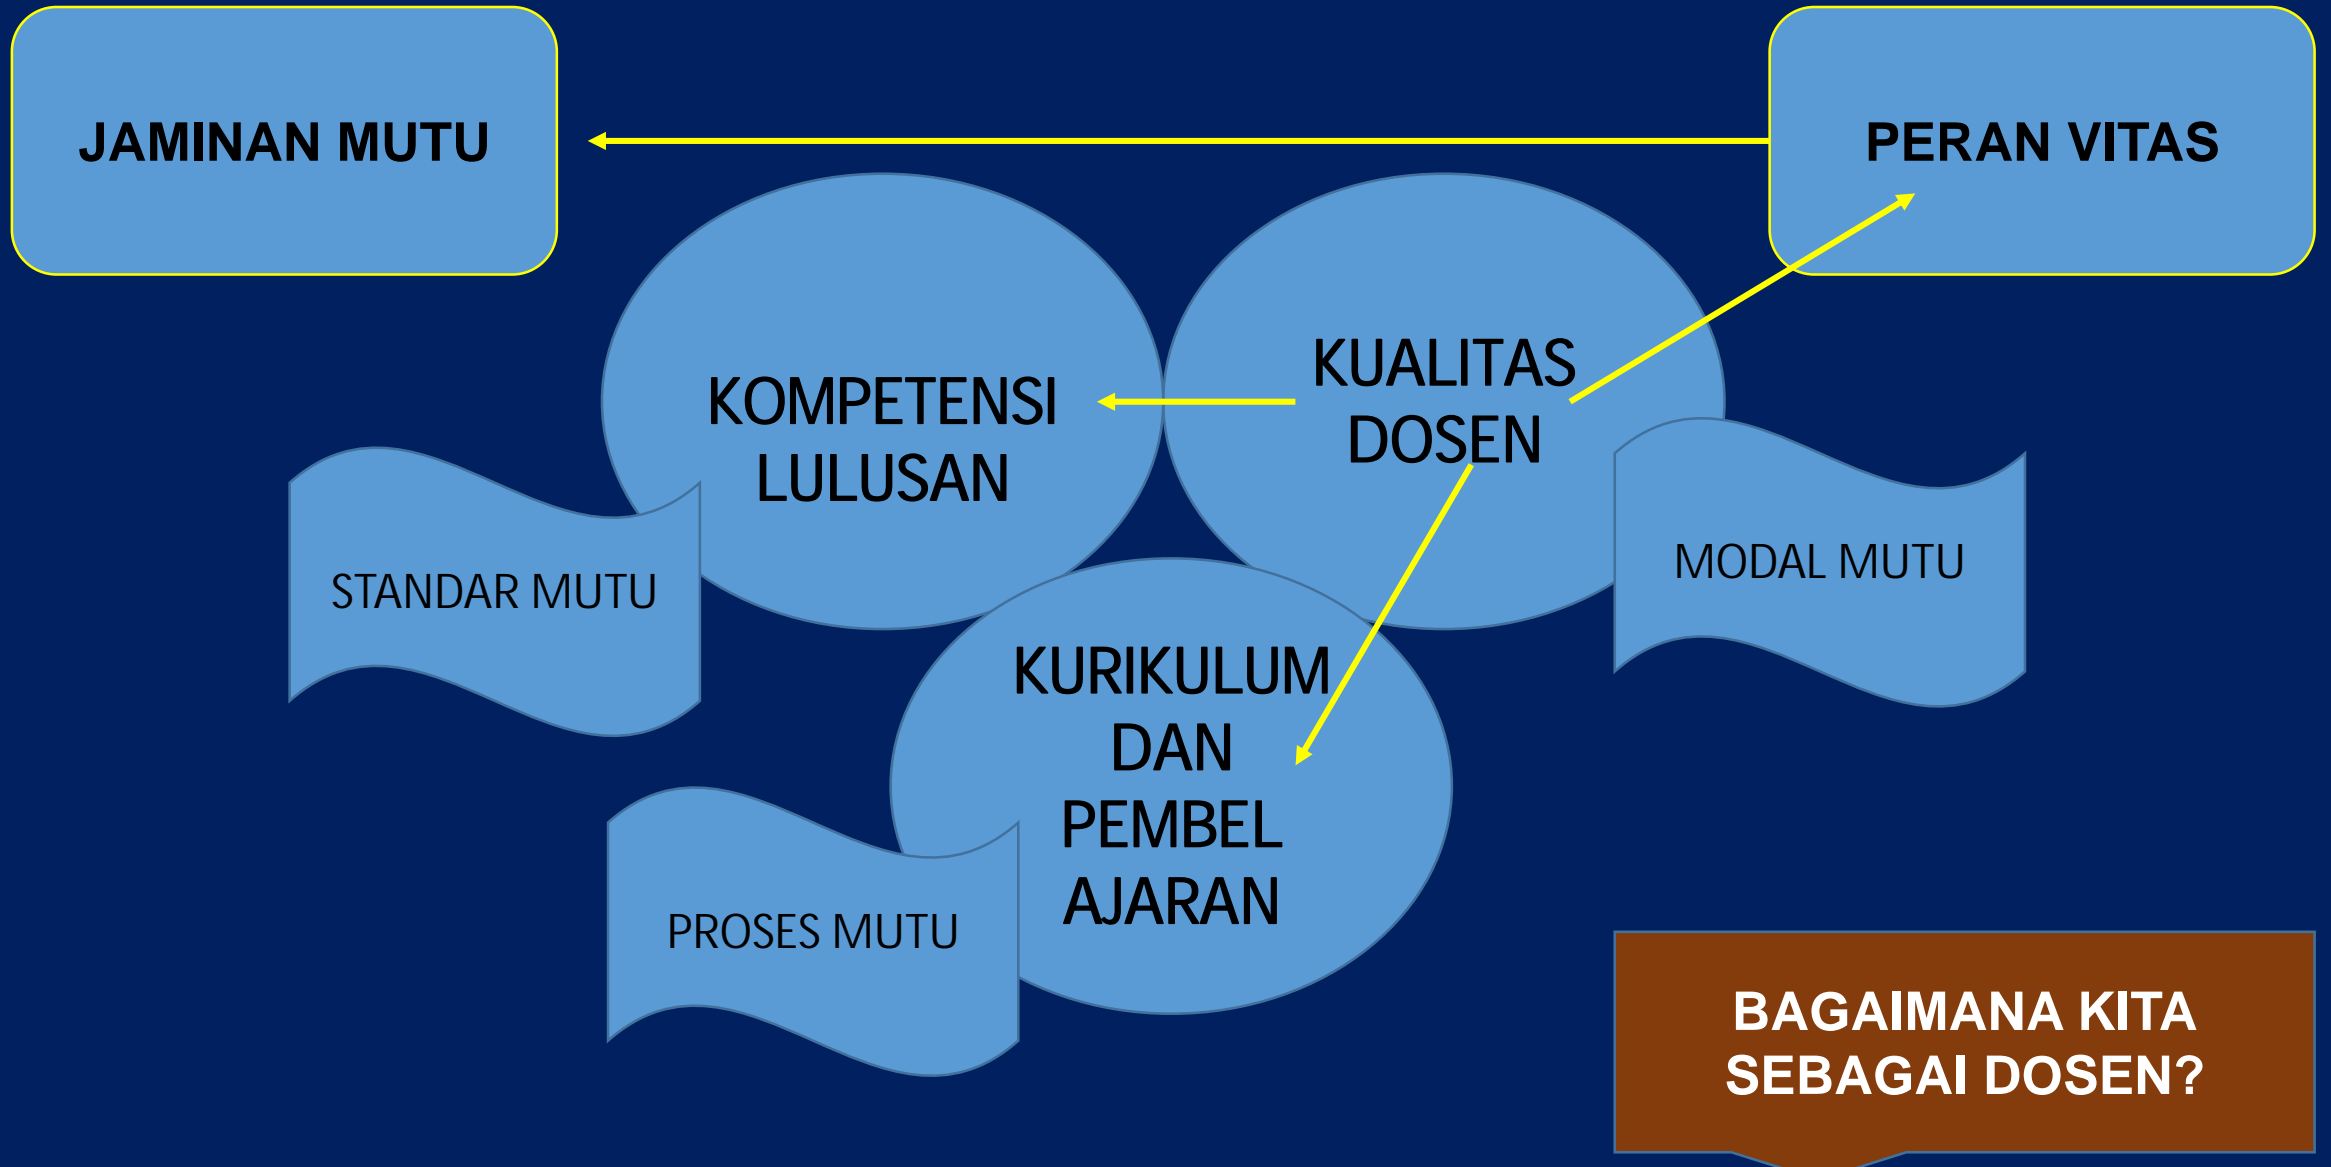 JAMINAN MUTU
PERAN VITAS
KOMPETENSI
LULUSAN
KUALITAS
DOSEN
STANDAR MUTU
MODAL MUTU
KURIKULUM
DAN
PEMBEL
AJARAN
PROSES MUTU
BAGAIMANA KITA
SEBAGAI DOSEN?